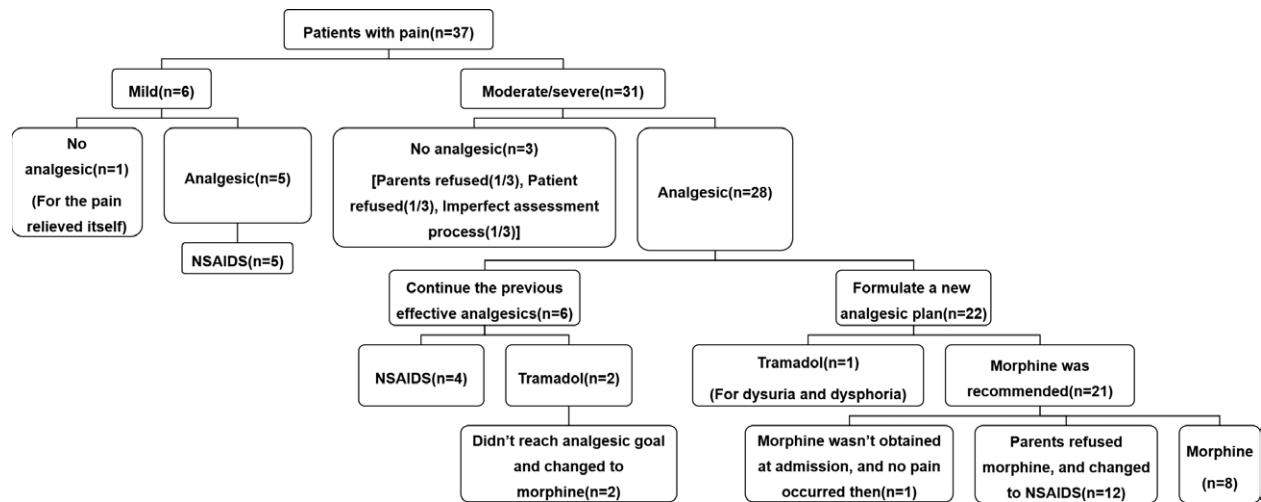 Patients with pain(n=37)
Mild(n=6)
Moderate/severe(n=31)
No
analgesic(n=1)
(For the pain
relieved itself)
Analgesic(n=5)
No analgesic(n=3)
[Parents refused(1/3), Patient
refused(1/3), Imperfect assessment
process(1/3)]
Analgesic(n=28)
NSAIDS(n=5)
Continue the previous
effective analgesics(n=6)
Formulate a new
analgesic plan(n=22)
NSAIDS(n=4)
Tramadol(n=2)
Tramadol(n=1)
(For dysuria and dysphoria)
Morphine was
recommended(n=21)
Didn't reach analgesic goal
and changed to
morphine(n=2)
Morphine wasn't obtained
at admission, and no pain
occurred then(n=1)
Parents refused
morphine, and changed
to NSAIDS(n=12)
Morphine
(n=8)